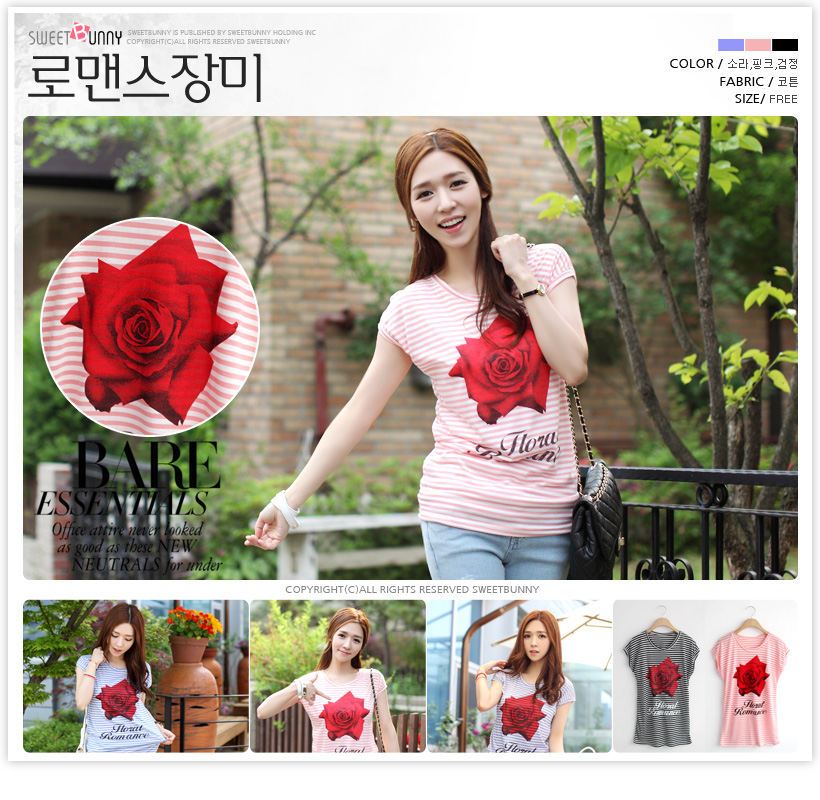 SWEETBUNNY
SWEETBUNNY IS PUBLISHED BY SWEETBUNNY HOLDING INC
COPYRIGHT(C)ALL RIGHTS RESERVED SWEETBUNNY
로맨스장미
COLOR / 소라,핑크,검정
FABRIC / 코튼
SIZE/ FREE
Floral
BARE
ESSENTIALS
Office attire never looked
as good as these NEW
NEUTRALS for under
COPYRIGHT(C)ALL RIGHTS RESERVED SWEETBUNNY
Floral
Romance
Floral
Floral
Floral
Romance
Floral
Romance